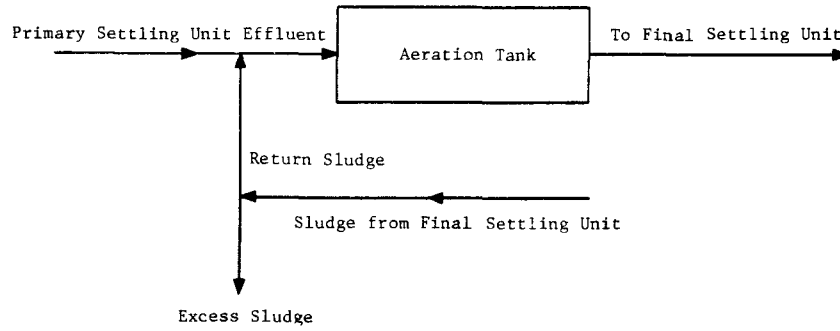 Primary Settling Unit Effluent
Aeration Tank
To Final Settling Unit
Return Sludge
Sludge from Final Settling Unit
Excess Sludge